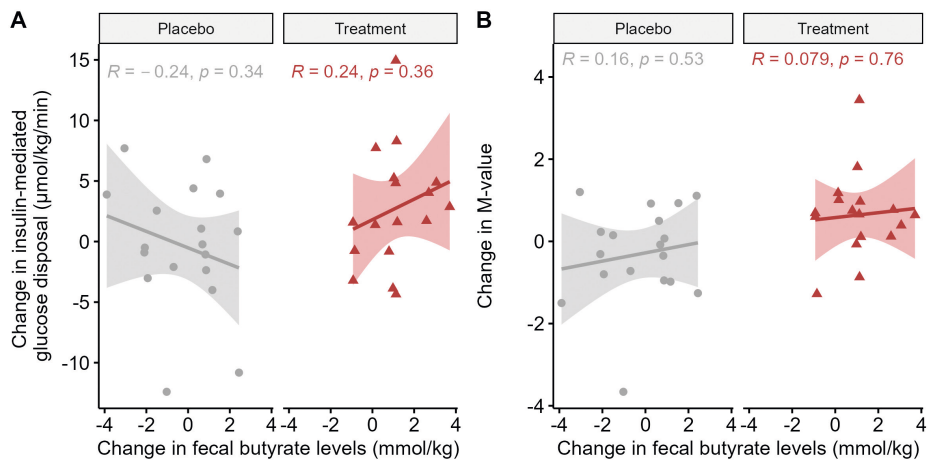 A
Placebo
Treatment
R = − 0.24, p = 0.34
R = 0.24, p = 0.36
15
10
5
0
-5
-10
Change in insulin-mediated
glucose disposal (μmol/kg/min)
-4 -2 0 2 4
-4 -2 0 2 4
Change in fecal butyrate levels (mmol/kg)
B
Placebo
Treatment
R = 0.16, p = 0.53
R = 0.079, p = 0.76
4
2
0
-2
-4
Change in M-value
-4 -2 0 2 4
-4 -2 0 2 4
Change in fecal butyrate levels (mmol/kg)